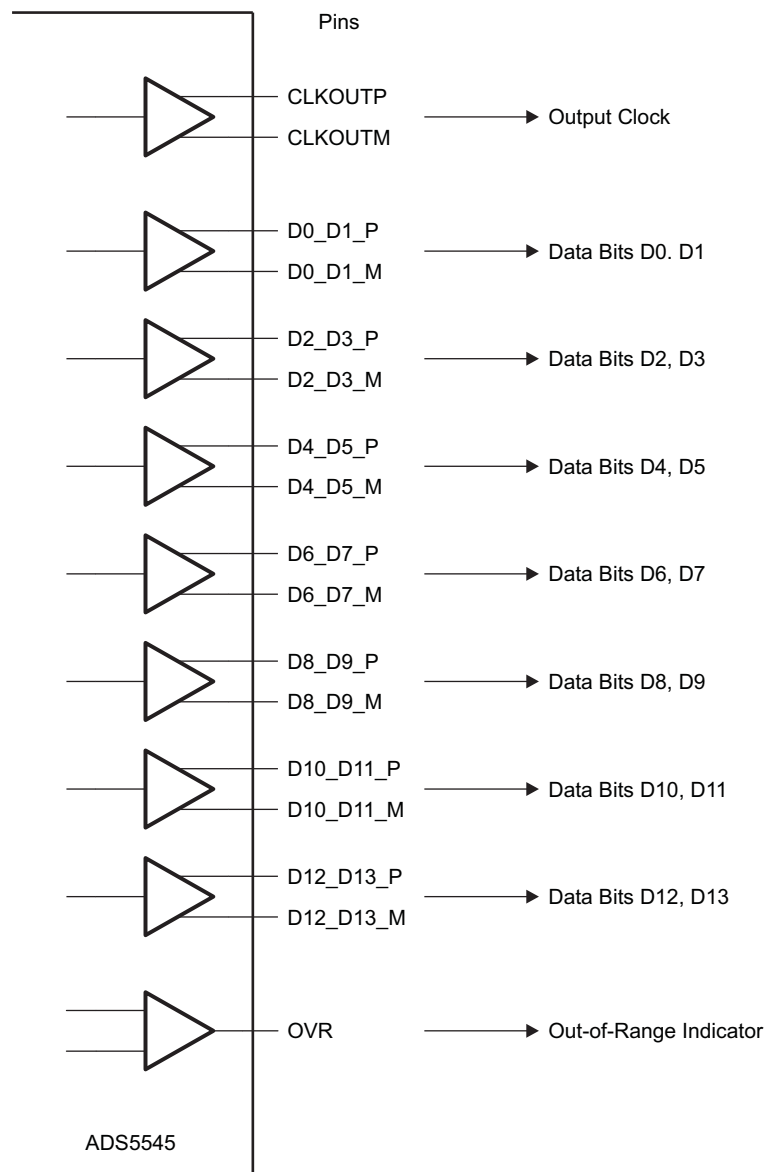 Pins
CLKOUTP
CLKOUTM
Output Clock
D0_D1_P
D0_D1_M
Data Bits D0. D1
D2_D3_P
D2_D3_M
Data Bits D2, D3
D4_D5_P
D4_D5_M
Data Bits D4, D5
D6_D7_P
D6_D7_M
Data Bits D6, D7
D8_D9_P
D8_D9_M
Data Bits D8, D9
D10_D11_P
D10_D11_M
Data Bits D10, D11
D12_D13_P
D12_D13_M
Data Bits D12, D13
OVR
Out-of-Range Indicator
ADS5545